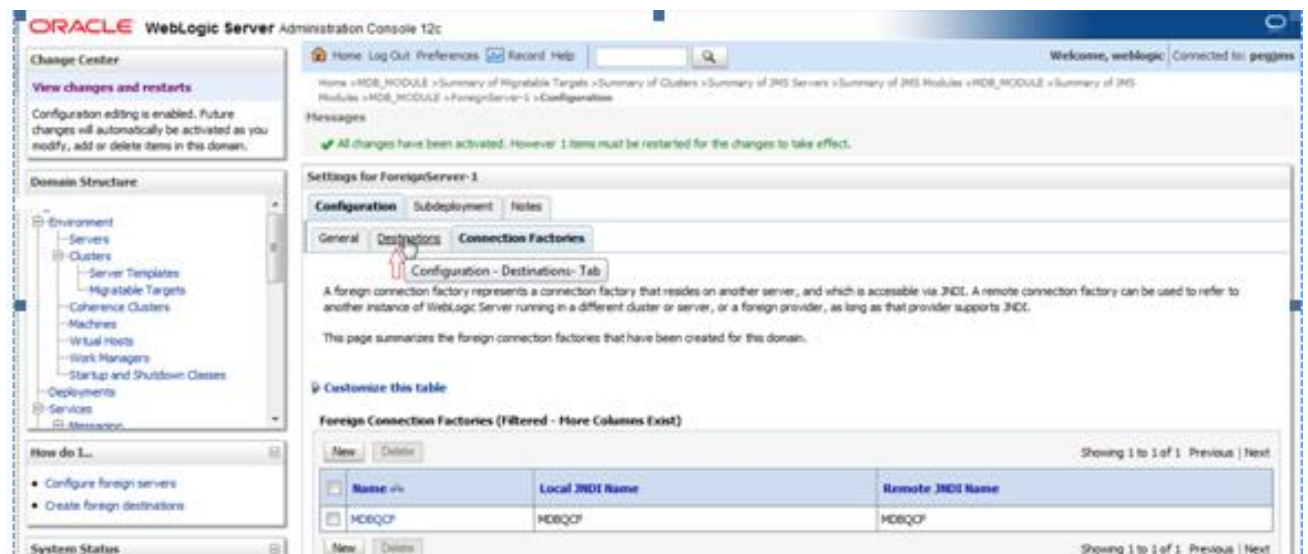 ORACLE WebLogic Server Administration Console 12c
Change Center
View changes and restarts
Configuration editing is enabled. Future
changes will automatically be activated as you
modify, add or delete items in this domain.
Domain Structure
Environment
Servers
Clusters
Server Templates
Migratable Targets
Coherence Clusters
Machines
Virtual Hosts
Work Managers
Startup and Shutdown Classes
Deployments
Services
Messaging
How do I...
Configure foreign servers
Create foreign destinations
System Status
Home Log Out Preferences Record Help
Welcome, weblogic Connected to: pegjms
Home >MDB_MODULE >Summary of Migratable Targets >Summary of Clusters >Summary of JMS Servers >Summary of JMS Modules >MDB_MODULE >Summary of JMS
Modules >MDB_MODULE >ForeignServer-1 >Configuration
Messages
All changes have been activated. However 1 items must be restarted for the changes to take effect.
Settings for ForeignServer-1
Configuration Subdeployment Notes
General Destinations Connection Factories
Configuration - Destinations- Tab
A foreign connection factory represents a connection factory that resides on another server, and which is accessible via JNDI. A remote connection factory can be used to refer to
another instance of WebLogic Server running in a different cluster or server, or a foreign provider, as long as that provider supports JNDI.
This page summarizes the foreign connection factories that have been created for this domain.
Customize this table
Foreign Connection Factories (Filtered - More Columns Exist)
New Delete Showing 1 to 1 of 1 Previous | Next
Name Local JNDI Name Remote JNDI Name
MDBQCF MDBQCF MDBQCF
New Delete Showing 1 to 1 of 1 Previous | Next